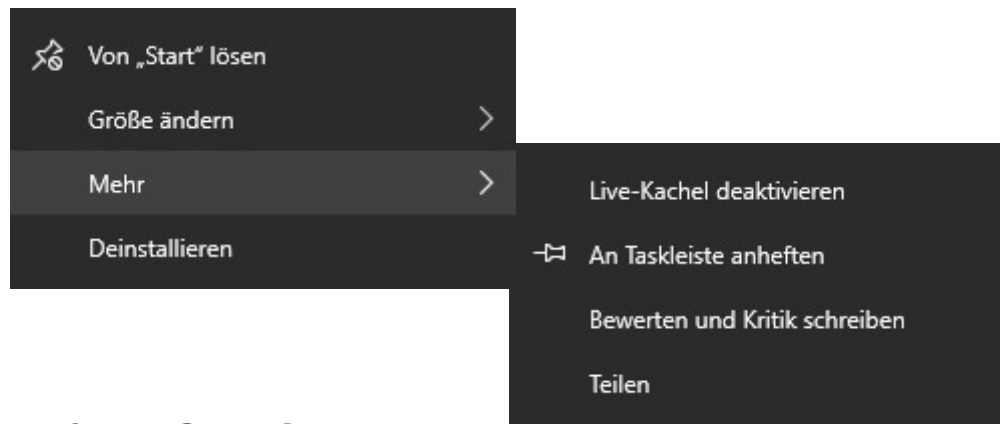 Von „Start“ lösen
Größe ändern
Mehr
Deinstallieren
Live-Kachel deaktivieren
An Taskleiste anheften
Bewerten und Kritik schreiben
Teilen